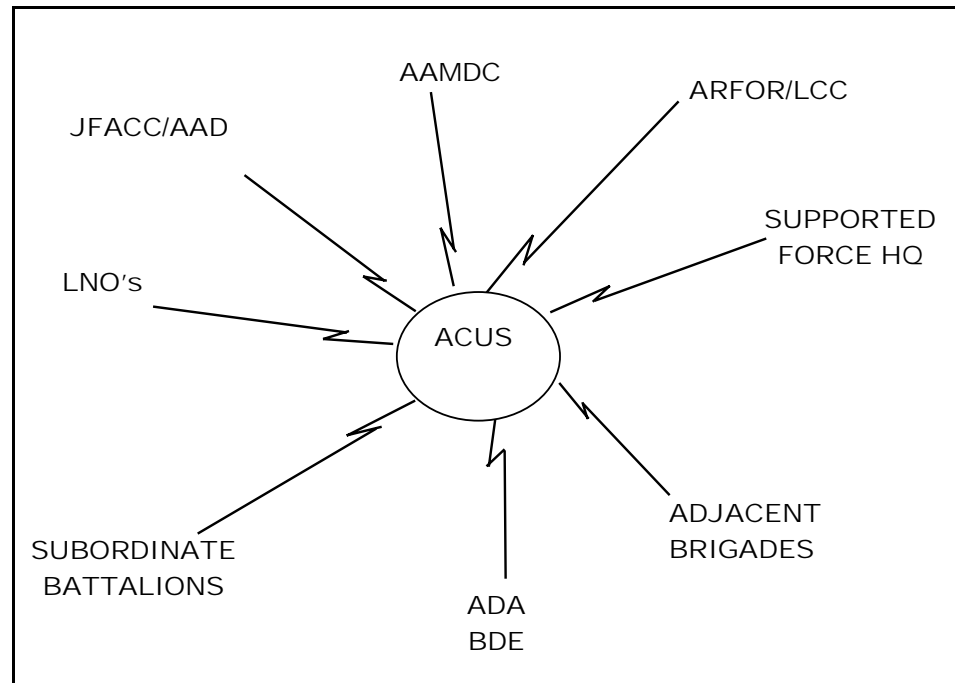 AAMDC
ARFOR/LCC
JFACC/AAD
SUPPORTED
FORCE HQ
LNO's
ACUS
ADJACENT
BRIGADES
SUBORDINATE
BATTALIONS
ADA
BDE